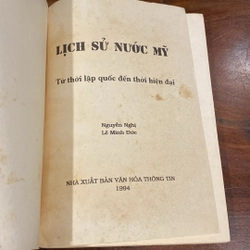 LỊCH SỬ NƯỚC MỸ
Từ thời lập quốc đến thời hiện đại
Nguyễn Nghị
Lê Minh Đức
NHÀ XUẤT BẢN VĂN HÓA THÔNG TIN
1994